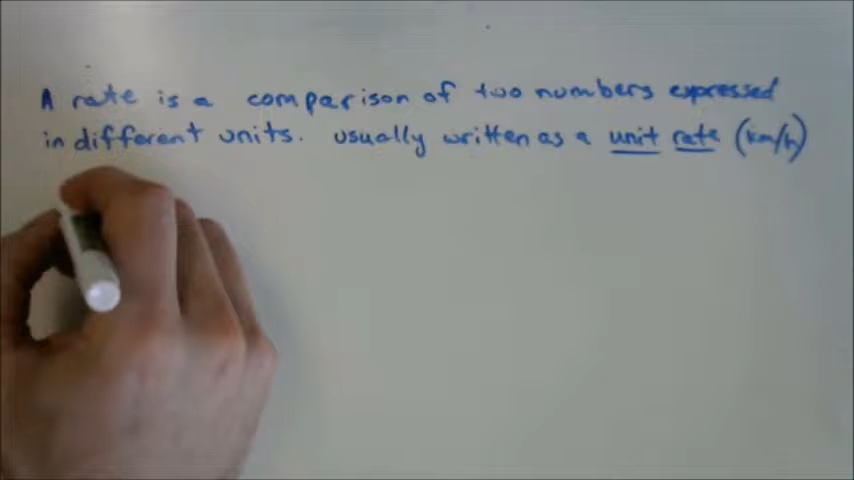 A rate is a comparison of two numbers expressed
in different units. usually written as a unit rate (km/h)